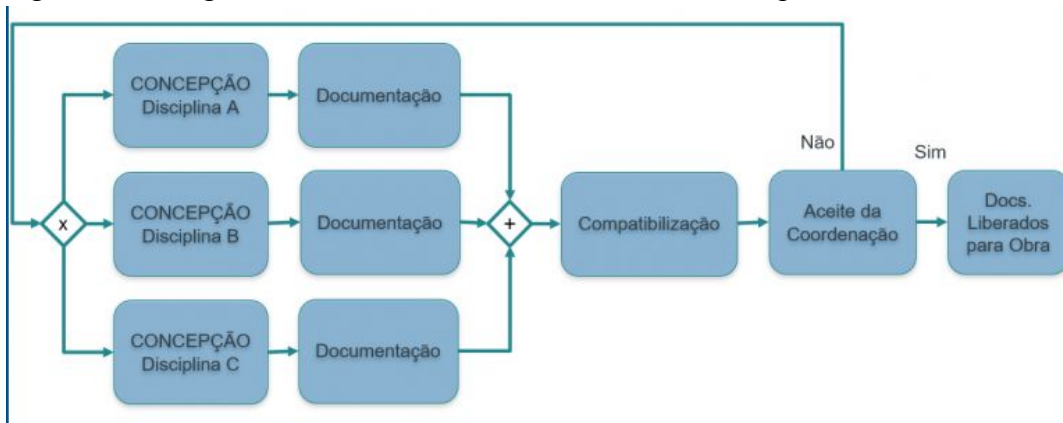 CONCEPÇÃO
Disciplina A
Documentação
Não
Sim
x
CONCEPÇÃO
Disciplina B
Documentação
+
Compatibilização
Aceite da
Coordenação
Docs.
Liberados
para Obra
CONCEPÇÃO
Disciplina C
Documentação